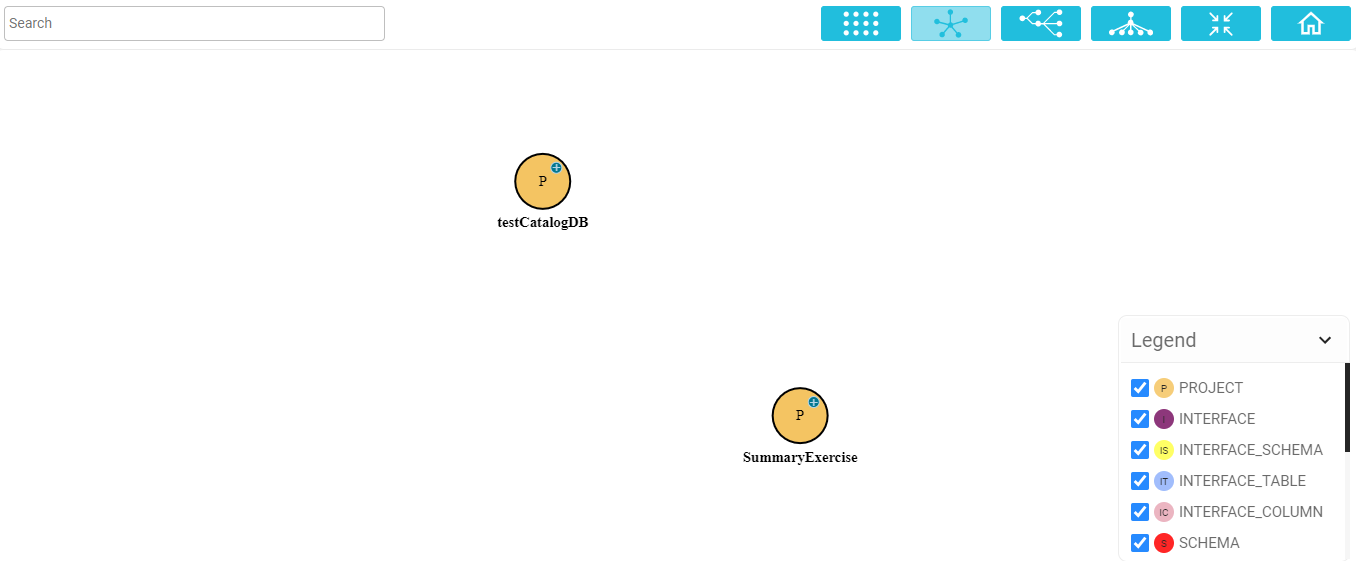 Search
P
testCatalogDB
P
SummaryExercise
Legend
P PROJECT
I INTERFACE
IS INTERFACE_SCHEMA
IT INTERFACE_TABLE
IC INTERFACE_COLUMN
S SCHEMA